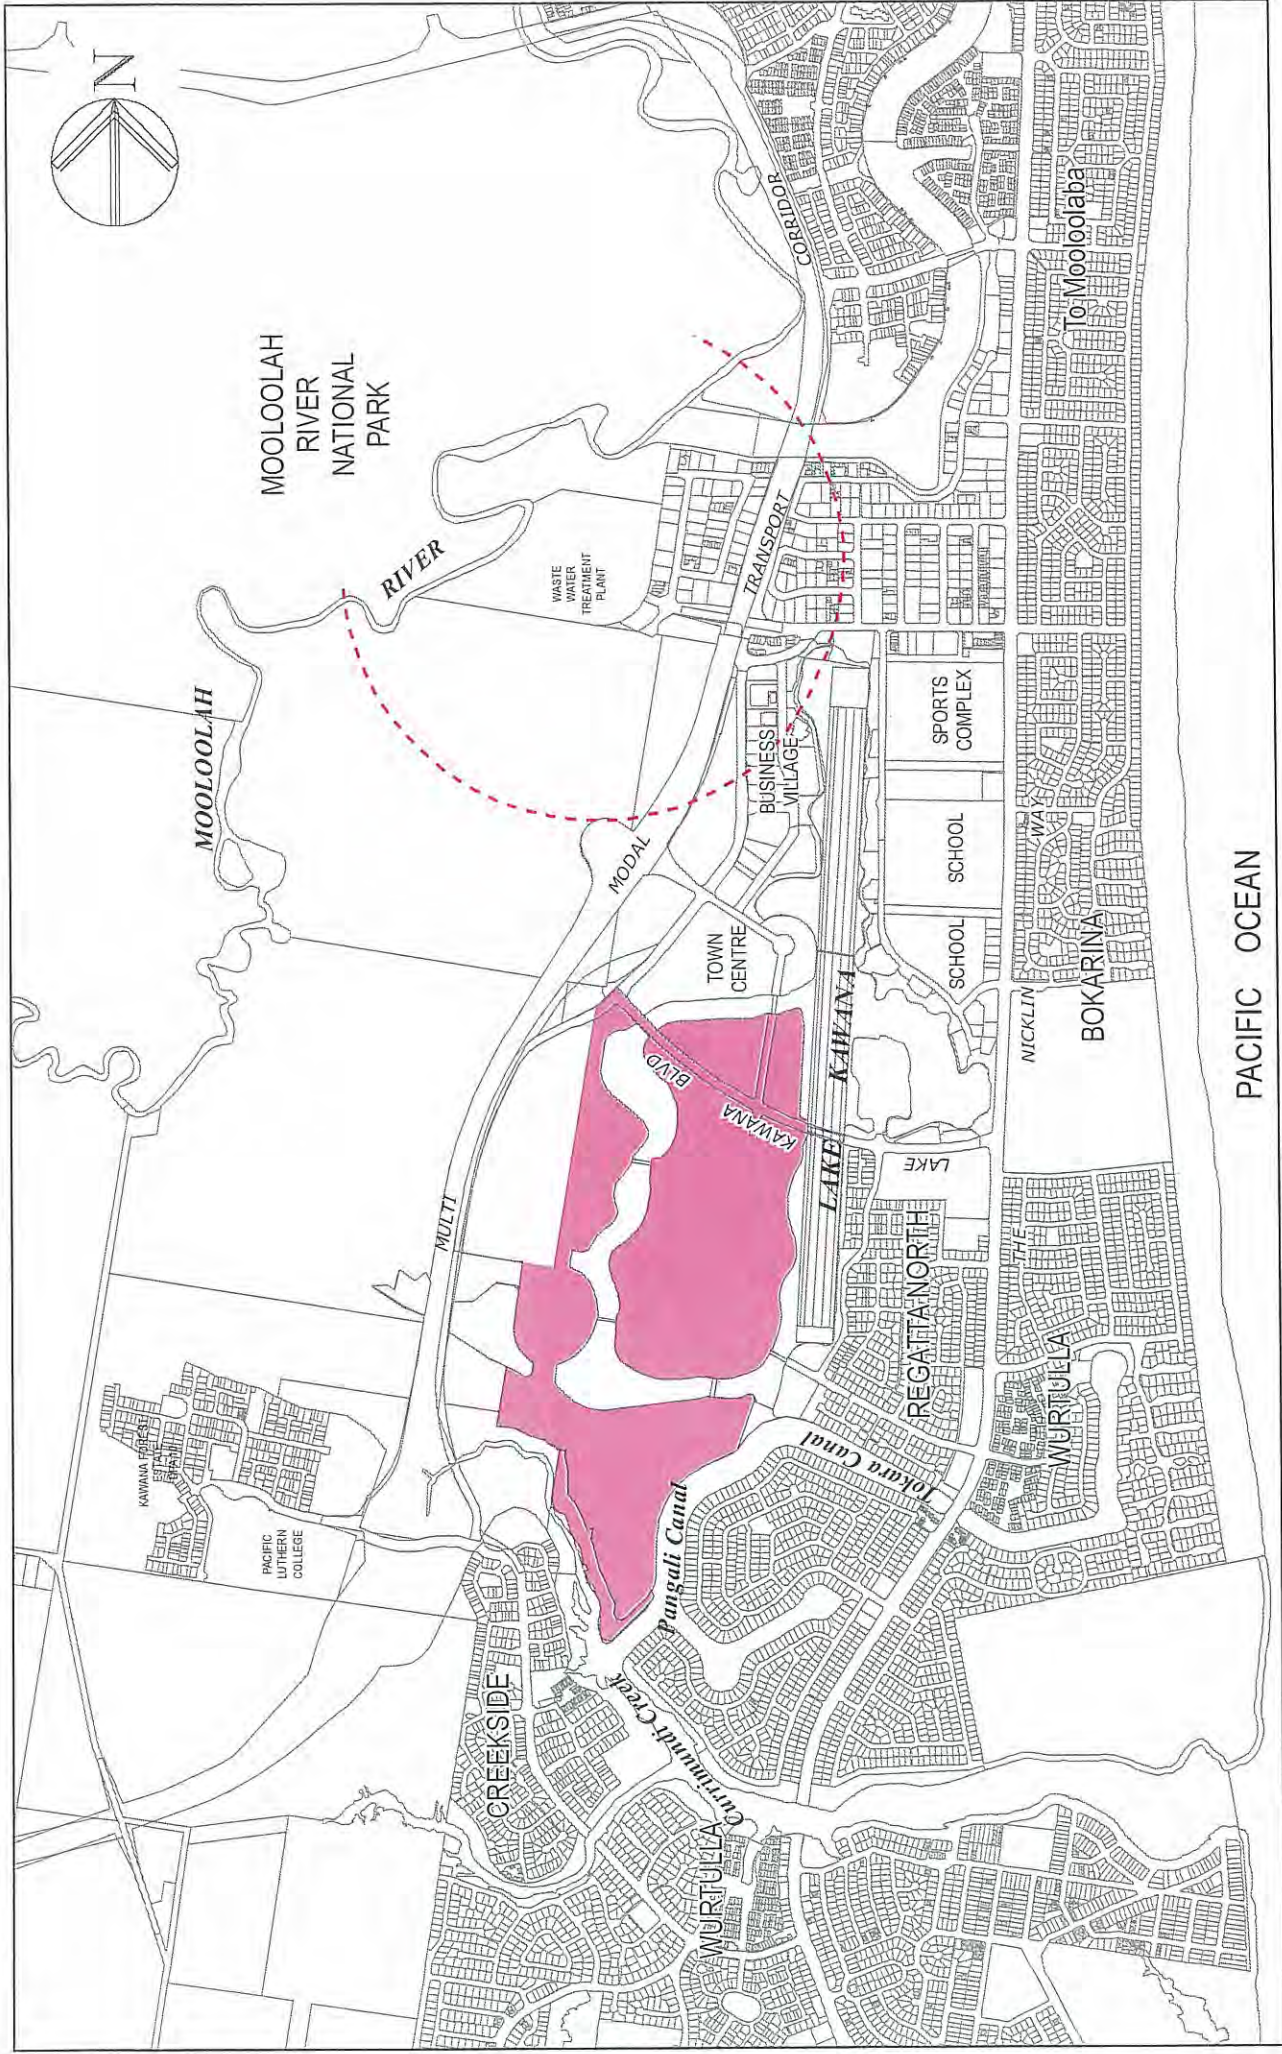 N
MOOLOOLAH
RIVER
NATIONAL
PARK
MOOLOOLAH
RIVER
WASTE
WATER
TREATMENT
PLANT
MULTI
MODAL
TRANSPORT
CORRIDOR
BUSINESS
VILLAGE
TOWN
CENTRE
KAWANA
BLVD
LAKE KAWANA
SPORTS
COMPLEX
SCHOOL
SCHOOL
LAKE
NICKLIN
WAY
THE
To Mooloolaba
BOKARINA
PACIFIC OCEAN
REGATTA NORTH
WURTULLA
Tokara Canal
Pangali Canal
Currimundi Creek
WURTULLA
CREEKSIDE
KAWANA FOREST
ESTATE
PACIFIC
LUTHERN
COLLEGE